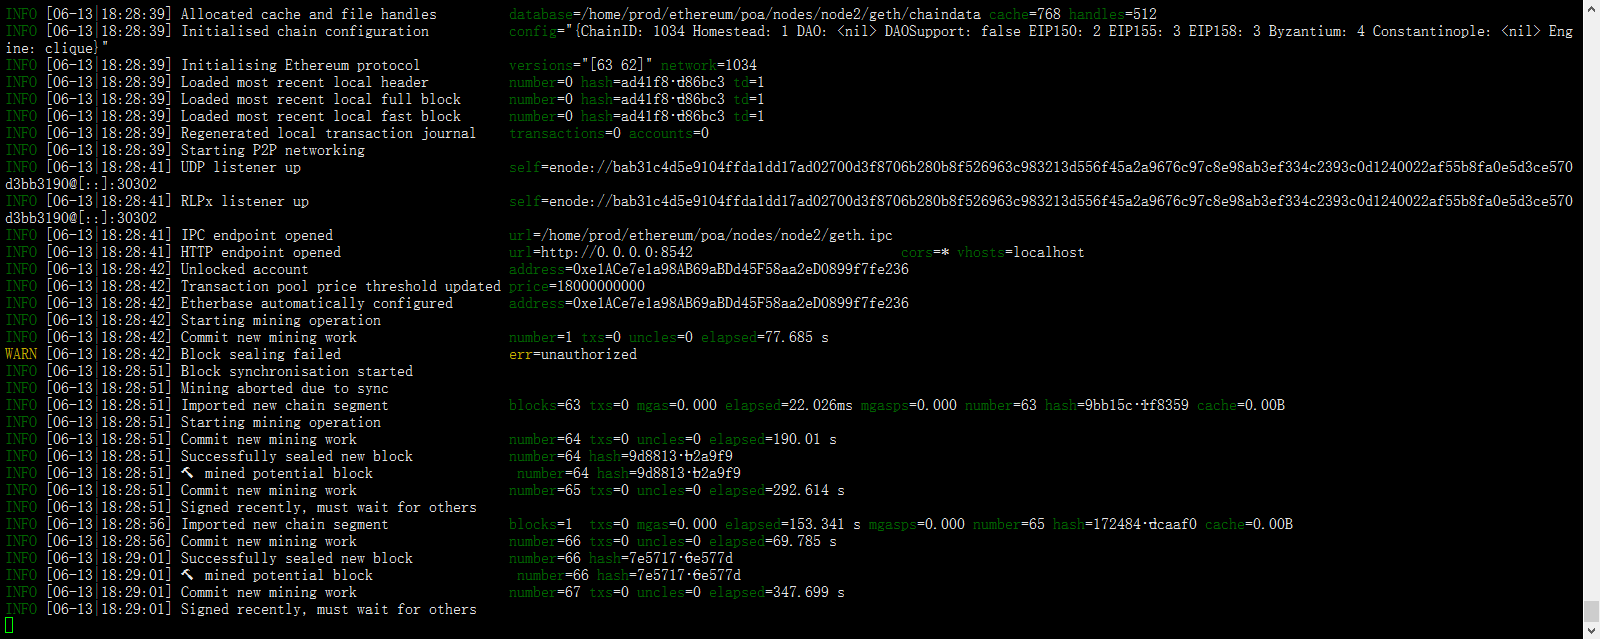 INFO [06-13|18:28:39] Allocated cache and file handles database=/home/prod/ethereum/poa/nodes/node2/geth/chaindata cache=768 handles=512
INFO [06-13|18:28:39] Initialised chain configuration config="{ChainID: 1034 Homestead: 1 DAO: <nil> DAOSupport: false EIP150: 2 EIP155: 3 EIP158: 3 Byzantium: 4 Constantinople: <nil> Eng
ine: clique}"
INFO [06-13|18:28:39] Initialising Ethereum protocol versions="[63 62]" network=1034
INFO [06-13|18:28:39] Loaded most recent local header number=0 hash=ad41f8…d86bc3 td=1
INFO [06-13|18:28:39] Loaded most recent local full block number=0 hash=ad41f8…d86bc3 td=1
INFO [06-13|18:28:39] Loaded most recent local fast block number=0 hash=ad41f8…d86bc3 td=1
INFO [06-13|18:28:39] Regenerated local transaction journal transactions=0 accounts=0
INFO [06-13|18:28:39] Starting P2P networking
INFO [06-13|18:28:41] UDP listener up self=enode://bab31c4d5e9104ffda1dd17ad02700d3f8706b280b8f526963c983213d556f45a2a9676c97c8e98ab3ef334c2393c0d1240022af55b8fa0e5d3ce570
d3bb3190@[::]:30302
INFO [06-13|18:28:41] RLPx listener up self=enode://bab31c4d5e9104ffda1dd17ad02700d3f8706b280b8f526963c983213d556f45a2a9676c97c8e98ab3ef334c2393c0d1240022af55b8fa0e5d3ce570
d3bb3190@[::]:30302
INFO [06-13|18:28:41] IPC endpoint opened url=/home/prod/ethereum/poa/nodes/node2/geth.ipc
INFO [06-13|18:28:41] HTTP endpoint opened url=http://0.0.0.0:8542 cors=* vhosts=localhost
INFO [06-13|18:28:42] Unlocked account address=0xe1ACe7e1a98AB69aBDd45F58aa2eD0899f7fe236
INFO [06-13|18:28:42] Transaction pool price threshold updated price=18000000000
INFO [06-13|18:28:42] Etherbase automatically configured address=0xe1ACe7e1a98AB69aBDd45F58aa2eD0899f7fe236
INFO [06-13|18:28:42] Starting mining operation
INFO [06-13|18:28:42] Commit new mining work number=1 txs=0 uncles=0 elapsed=77.685 s
WARN [06-13|18:28:42] Block sealing failed err=unauthorized
INFO [06-13|18:28:51] Block synchronisation started
INFO [06-13|18:28:51] Mining aborted due to sync
INFO [06-13|18:28:51] Imported new chain segment blocks=63 txs=0 mgas=0.000 elapsed=22.026ms mgasps=0.000 number=63 hash=9bb15c…1f8359 cache=0.00B
INFO [06-13|18:28:51] Starting mining operation
INFO [06-13|18:28:51] Commit new mining work number=64 txs=0 uncles=0 elapsed=190.01 s
INFO [06-13|18:28:51] Successfully sealed new block number=64 hash=9d8813…b2a9f9
INFO [06-13|18:28:51] 🔨 mined potential block number=64 hash=9d8813…b2a9f9
INFO [06-13|18:28:51] Commit new mining work number=65 txs=0 uncles=0 elapsed=292.614 s
INFO [06-13|18:28:51] Signed recently, must wait for others
INFO [06-13|18:28:56] Imported new chain segment blocks=1 txs=0 mgas=0.000 elapsed=153.341 s mgasps=0.000 number=65 hash=172484…dcaaf0 cache=0.00B
INFO [06-13|18:28:56] Commit new mining work number=66 txs=0 uncles=0 elapsed=69.785 s
INFO [06-13|18:29:01] Successfully sealed new block number=66 hash=7e5717…6e577d
INFO [06-13|18:29:01] 🔨 mined potential block number=66 hash=7e5717…6e577d
INFO [06-13|18:29:01] Commit new mining work number=67 txs=0 uncles=0 elapsed=347.699 s
INFO [06-13|18:29:01] Signed recently, must wait for others